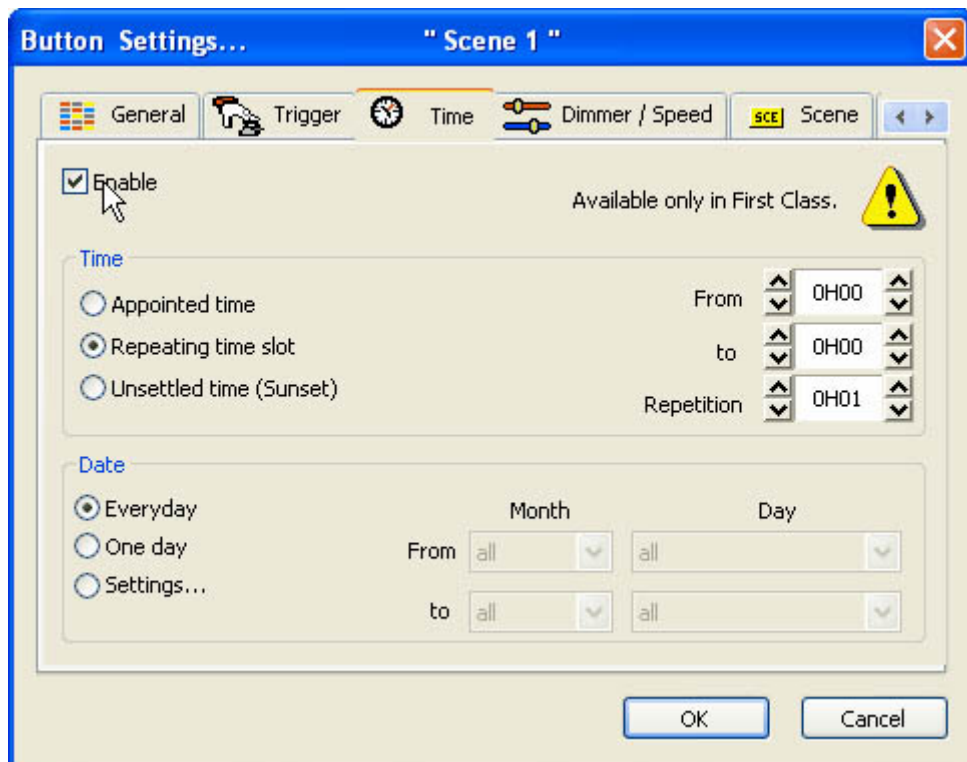 Button Settings... " Scene 1 "
General Trigger Time Dimmer / Speed SCE Scene
Enable
Available only in First Class.
Time
Appointed time
From 0H00
Repeating time slot
to 0H00
Unsettled time (Sunset)
Repetition 0H01
Date
Everyday
Month Day
One day
From all all
Settings...
to all all
OK Cancel